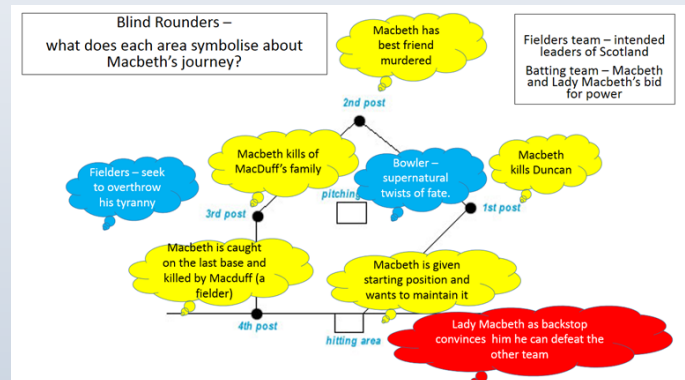 Blind Rounders –
what does each area symbolise about
Macbeth's journey?
Macbeth has
best friend
murdered
Fielders team – intended
leaders of Scotland
Batting team – Macbeth
and Lady Macbeth's bid
for power
2nd post
Macbeth kills of
MacDuff's family
Bowler –
supernatural
twists of fate.
Macbeth
kills Duncan
Fielders – seek
to overthrow
his tyranny
pitching
3rd post
1st post
Macbeth is caught
on the last base and
killed by Macduff (a
fielder)
Macbeth is given
starting position and
wants to maintain it
4th post
hitting area
Lady Macbeth as backstop
convinces him he can defeat the
other team